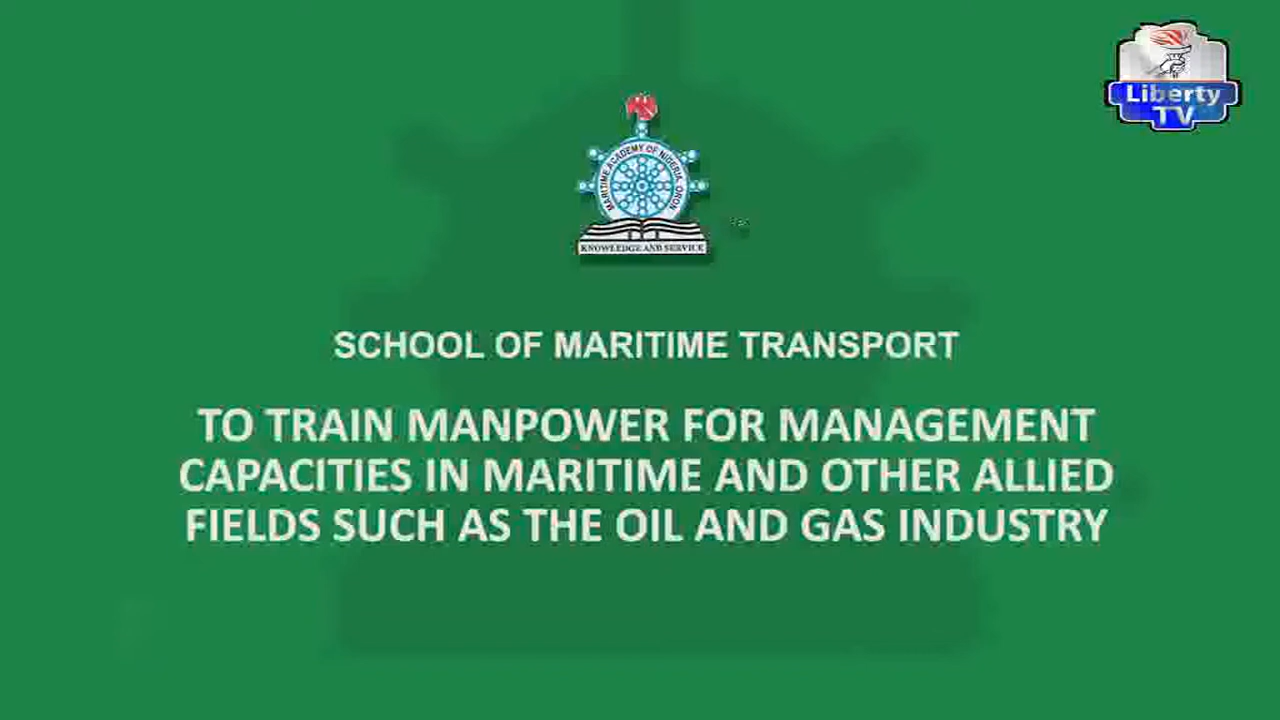 Liberty
TV
MARITIME ACADEMY OF NIGERIA, ORON
KNOWLEDGE AND SERVICE
SCHOOL OF MARITIME TRANSPORT
TO TRAIN MANPOWER FOR MANAGEMENT
CAPACITIES IN MARITIME AND OTHER ALLIED
FIELDS SUCH AS THE OIL AND GAS INDUSTRY